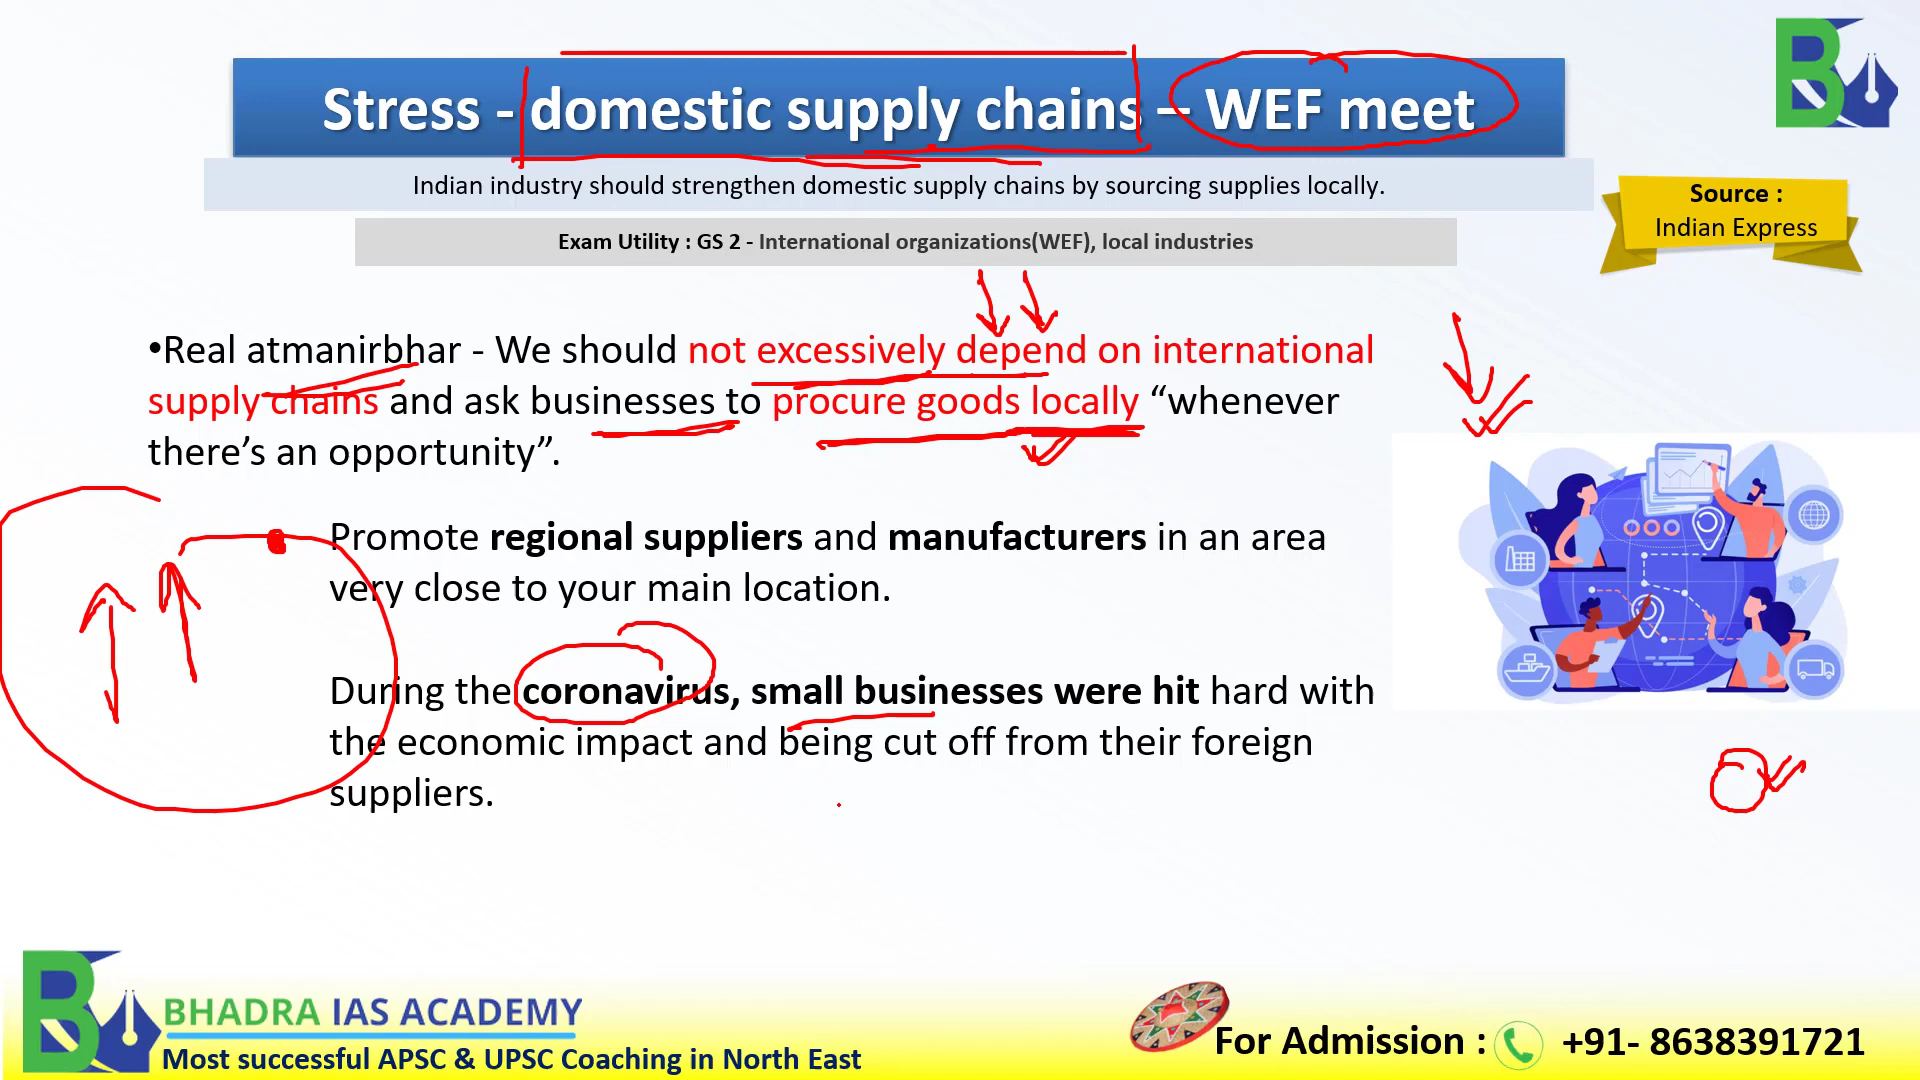 Stress - domestic supply chains – WEF meet
Indian industry should strengthen domestic supply chains by sourcing supplies locally.
Source :
Indian Express
Exam Utility : GS 2 - International organizations(WEF), local industries
•Real atmanirbhar - We should not excessively depend on international
supply chains and ask businesses to procure goods locally “whenever
there’s an opportunity”.
Promote regional suppliers and manufacturers in an area
very close to your main location.
During the coronavirus, small businesses were hit hard with
the economic impact and being cut off from their foreign
suppliers.
BHADRA IAS ACADEMY
Most successful APSC & UPSC Coaching in North East
For Admission : +91- 8638391721